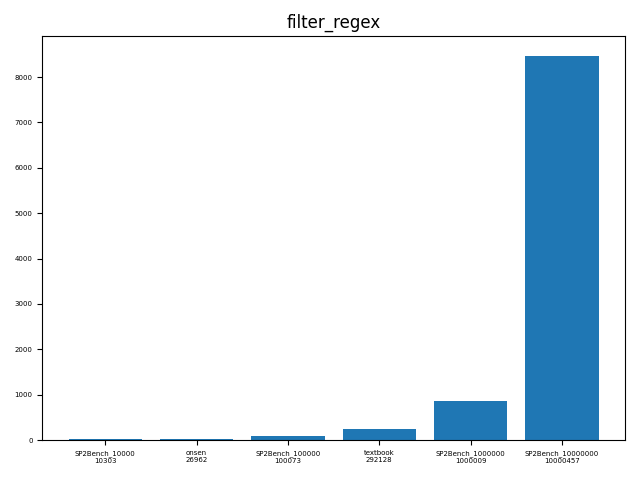 filter_regex
8000
7000
6000
5000
4000
3000
2000
1000
0
SP2Bench_10000
10303
onsen
26962
SP2Bench_100000
100073
textbook
292128
SP2Bench_1000000
1000009
SP2Bench_10000000
10000457